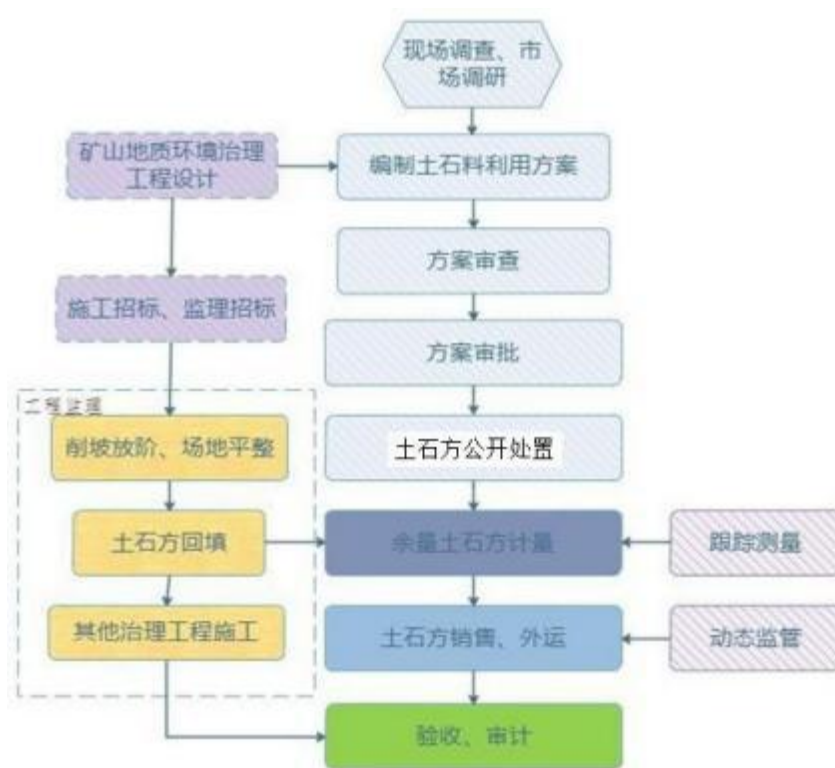 现场调查、市
场调研
矿山地质环境治理
工程设计
编制土石料利用方案
方案审查
施工招标、监理招标
方案审批
工程监理
削坡放阶、场地平整
土石方公开处置
土石方回填
余量土石方计量
跟踪测量
其他治理工程施工
土石方销售、外运
动态监管
验收、审计